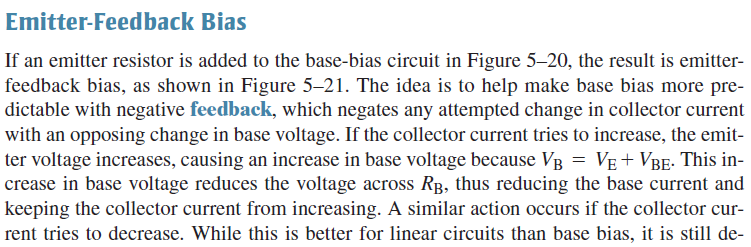 Emitter-Feedback Bias
If an emitter resistor is added to the base-bias circuit in Figure 5–20, the result is emitter-
feedback bias, as shown in Figure 5–21. The idea is to help make base bias more pre-
dictable with negative feedback, which negates any attempted change in collector current
with an opposing change in base voltage. If the collector current tries to increase, the emit-
ter voltage increases, causing an increase in base voltage because VB = VE + VBE. This in-
crease in base voltage reduces the voltage across RB, thus reducing the base current and
keeping the collector current from increasing. A similar action occurs if the collector cur-
rent tries to decrease. While this is better for linear circuits than base bias, it is still de-